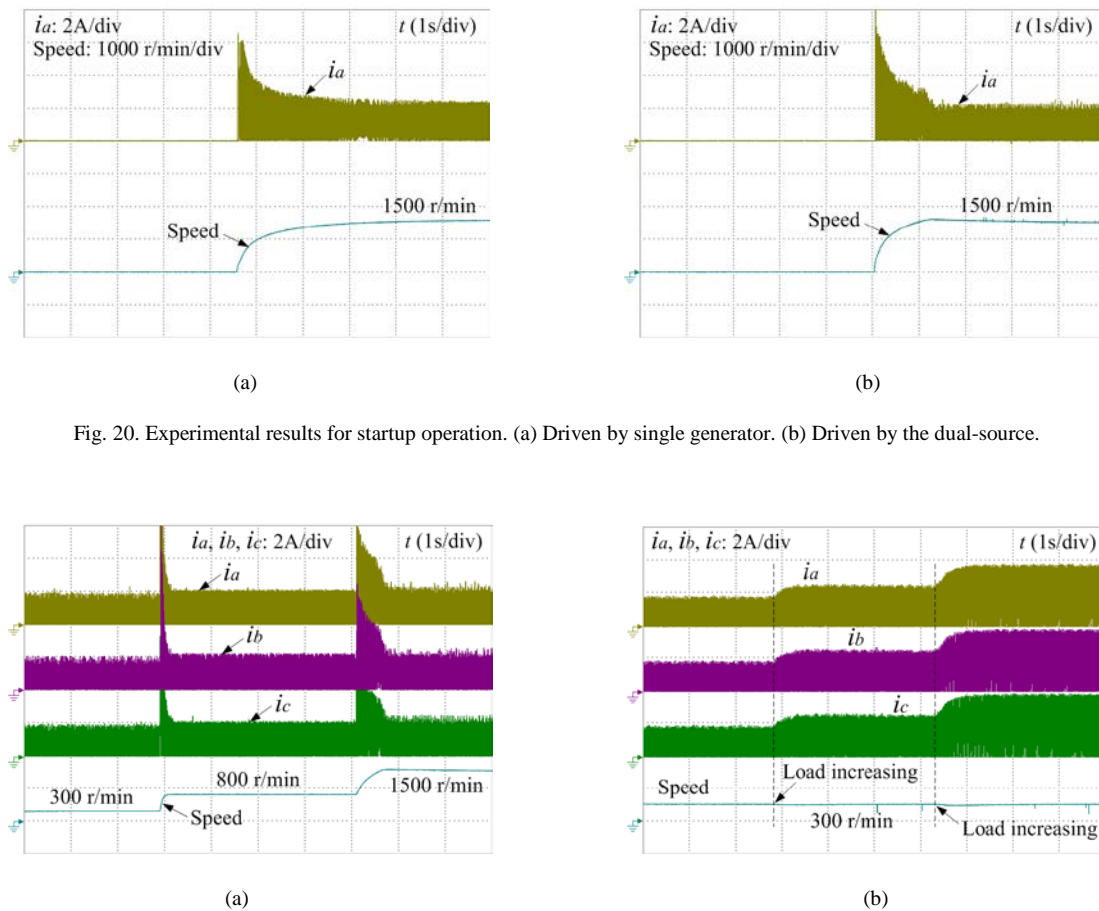 ia: 2A/div
t (1s/div)
Speed: 1000 r/min/div
ia
1500 r/min
Speed
(a)
ia: 2A/div
t (1s/div)
Speed: 1000 r/min/div
ia
1500 r/min
Speed
(b)
Fig. 20. Experimental results for startup operation. (a) Driven by single generator. (b) Driven by the dual-source.
ia, ib, ic: 2A/div
t (1s/div)
ia
ib
ic
300 r/min
800 r/min
1500 r/min
Speed
(a)
ia, ib, ic: 2A/div
t (1s/div)
ia
ib
ic
Speed
Load increasing
300 r/min
Load increasing
(b)